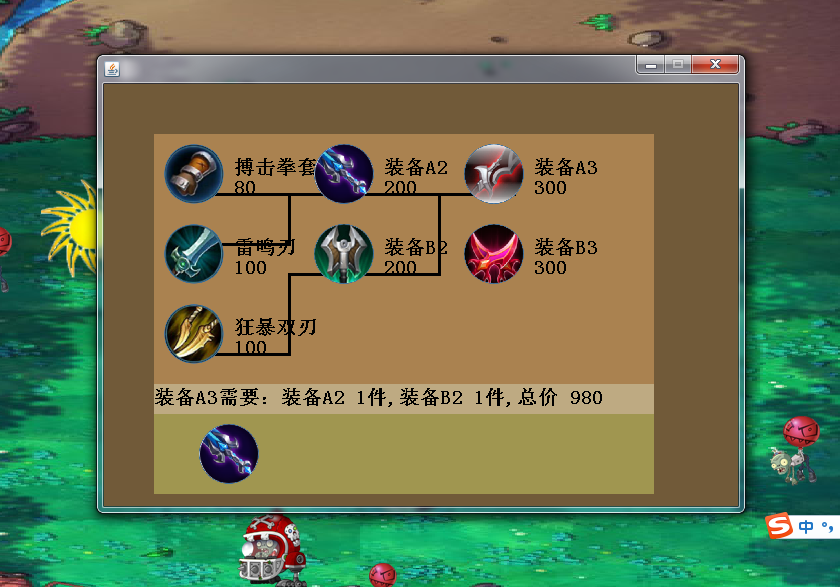 搏击拳套
80
装备A2
200
装备A3
300
雷鸣刃
100
装备B2
200
装备B3
300
狂暴双刃
100
装备A3需要: 装备A2 1件,装备B2 1件,总价 980
S 中 °,